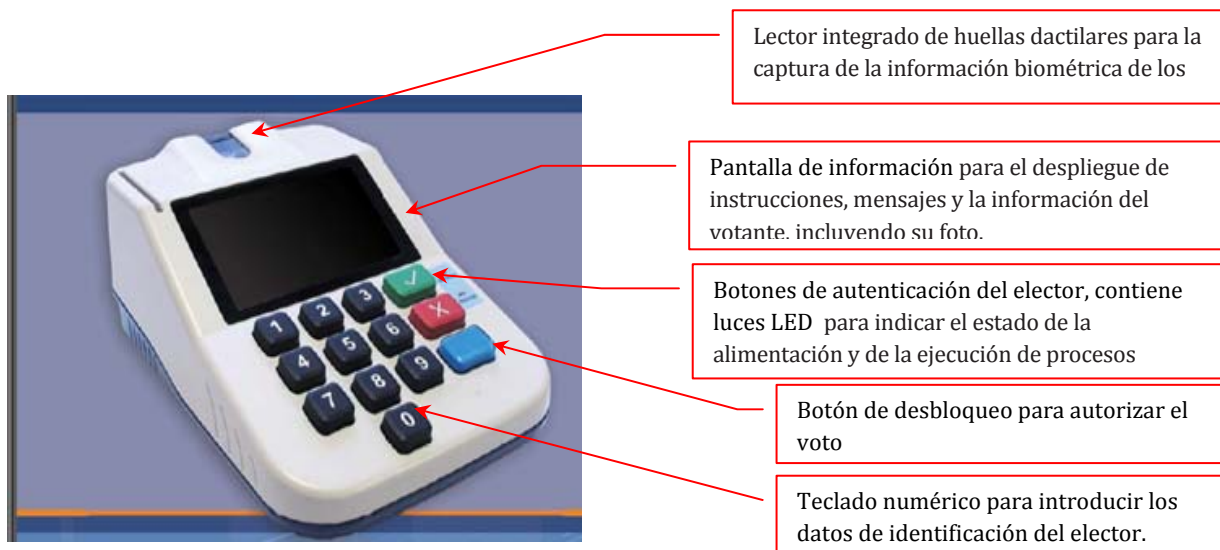 Lector integrado de huellas dactilares para la
captura de la información biométrica de los
Pantalla de información para el despliegue de
instrucciones, mensajes y la información del
votante, incluyendo su foto.
Botones de autenticación del elector, contiene
luces LED para indicar el estado de la
alimentación y de la ejecución de procesos
Botón de desbloqueo para autorizar el
voto
Teclado numérico para introducir los
datos de identificación del elector.
1 2 3
4 5 6
7 8 9
0